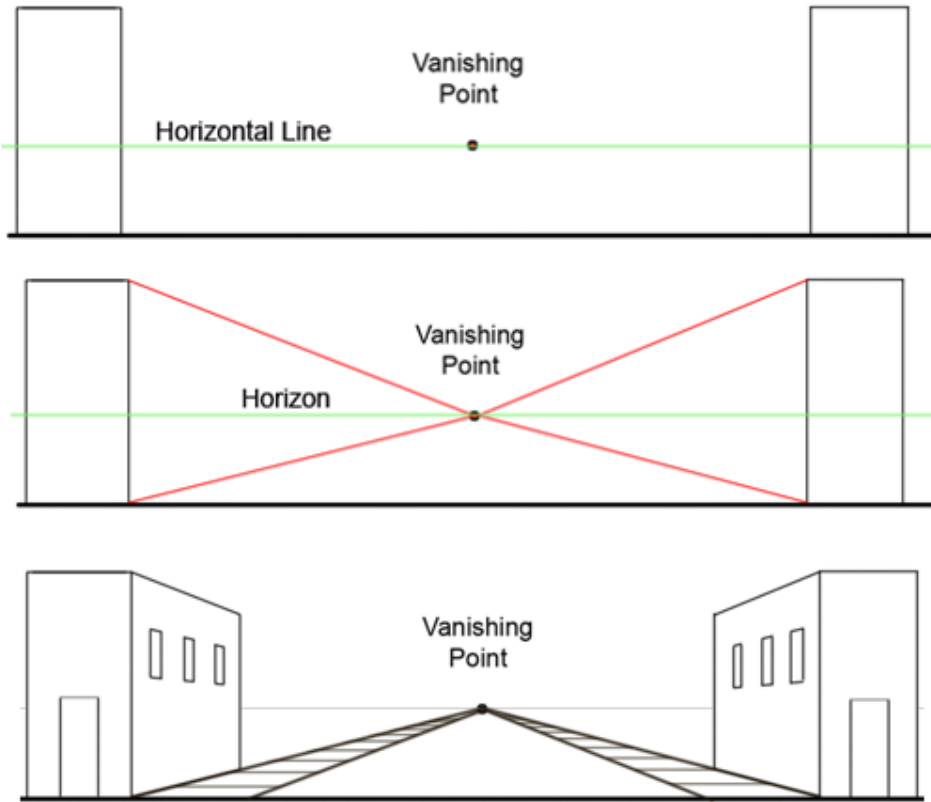 Vanishing
Point
Horizontal Line
Vanishing
Point
Horizon
Vanishing
Point